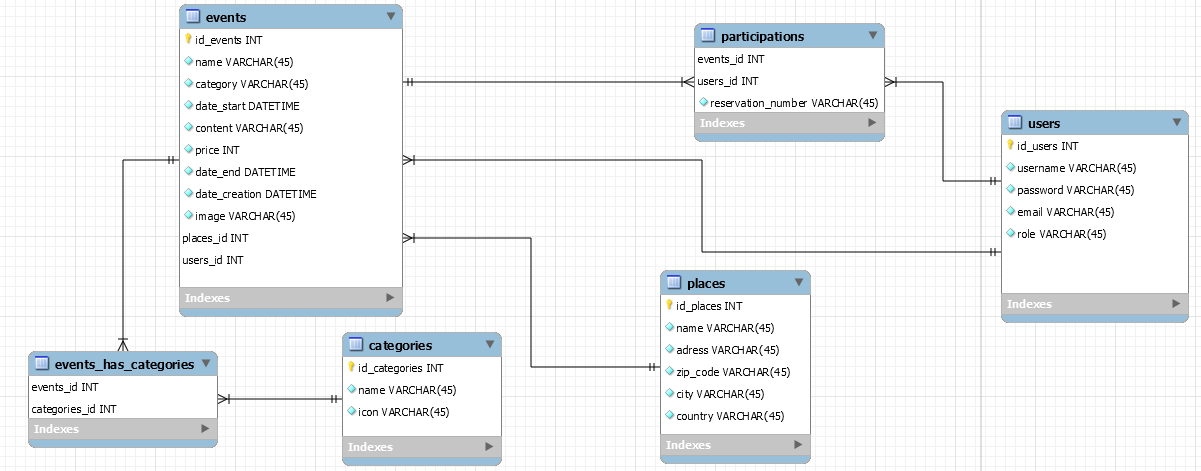 events
id_events INT
name VARCHAR(45)
category VARCHAR(45)
date_start DATETIME
content VARCHAR(45)
price INT
date_end DATETIME
date_creation DATETIME
image VARCHAR(45)
places_id INT
users_id INT
Indexes
participations
events_id INT
users_id INT
reservation_number VARCHAR(45)
Indexes
users
id_users INT
username VARCHAR(45)
password VARCHAR(45)
email VARCHAR(45)
role VARCHAR(45)
Indexes
places
id_places INT
name VARCHAR(45)
adress VARCHAR(45)
zip_code VARCHAR(45)
city VARCHAR(45)
country VARCHAR(45)
Indexes
categories
id_categories INT
name VARCHAR(45)
icon VARCHAR(45)
Indexes
events_has_categories
events_id INT
categories_id INT
Indexes